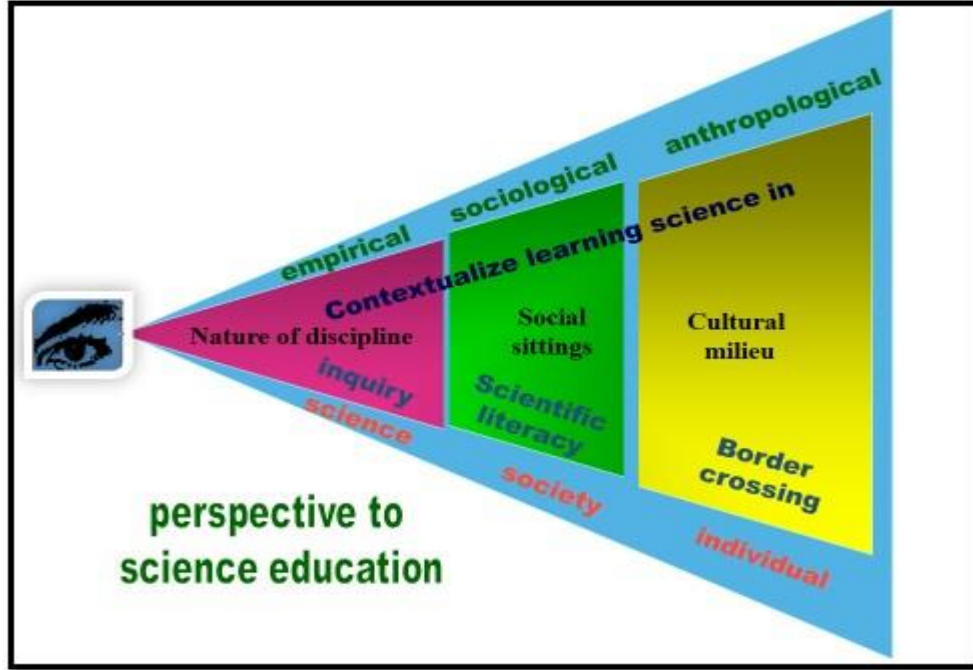 empirical
sociological
anthropological
Contextualize learning science in
Nature of discipline
Social
sittings
Cultural
milieu
inquiry
Scientific
literacy
Border
crossing
science
society
individual
perspective to
science education